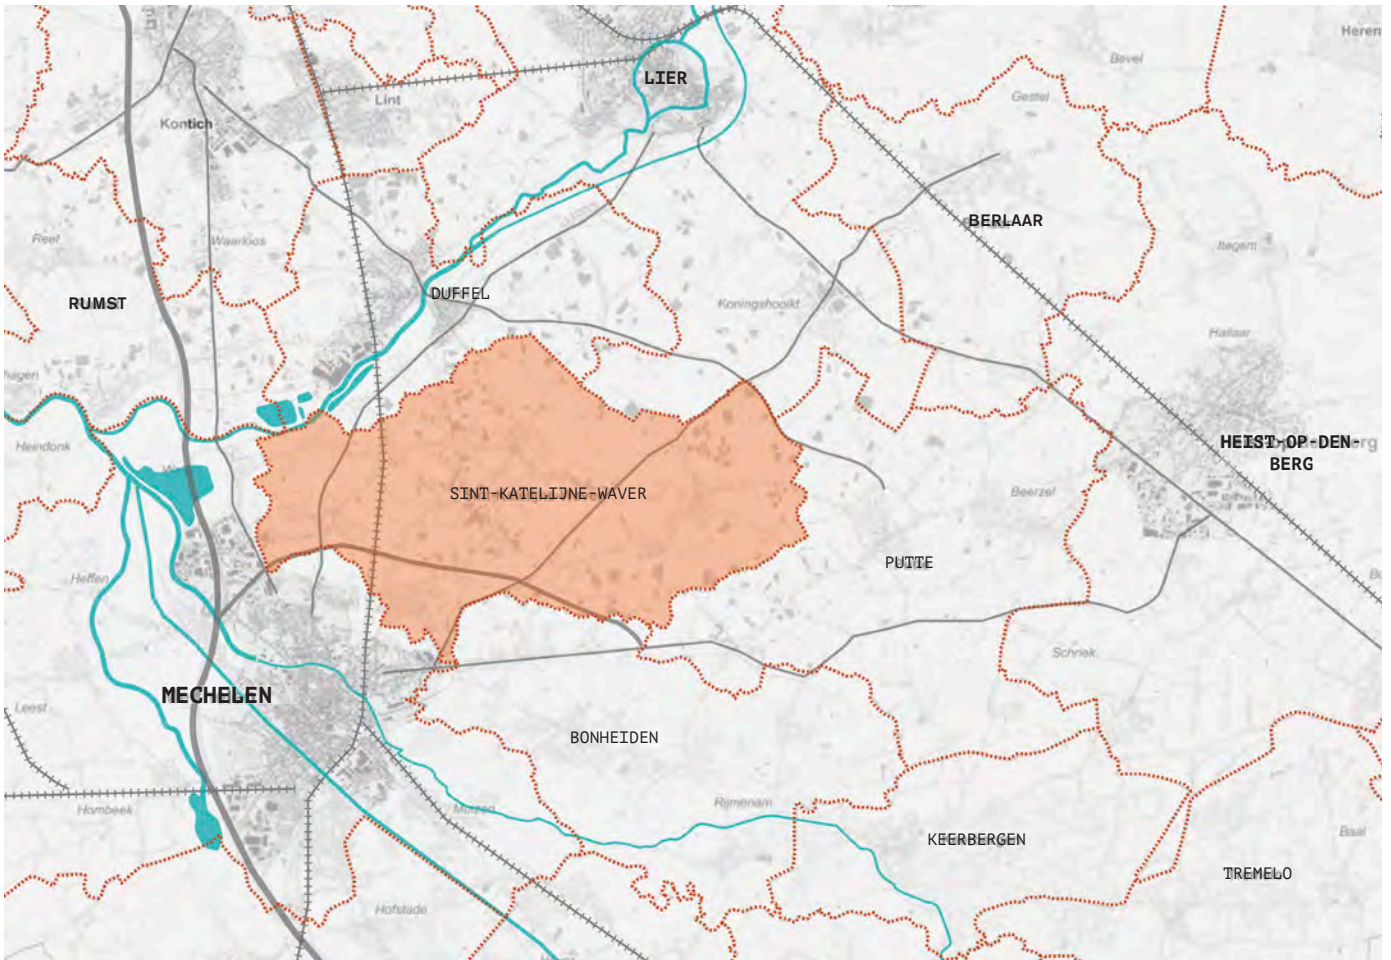 Heren
Bevel
LIER
Gestel
Lint
Kontich
BERLAAR
Reet
Waarloos
Itegem
DUFFEL
RUMST
Koningshooikt
Hallaar
hagen
HEIST-OP-DEN-
BERG
Heindonk
SINT-KATELIJNE-WAVER
Beerzel
PUTTE
Heffen
Schriek
MECHELEN
Leest
BONHEIDEN
Hombeek
Muizen
Rijmenam
KEERBERGEN
Baal
TREMELO
Hofstade